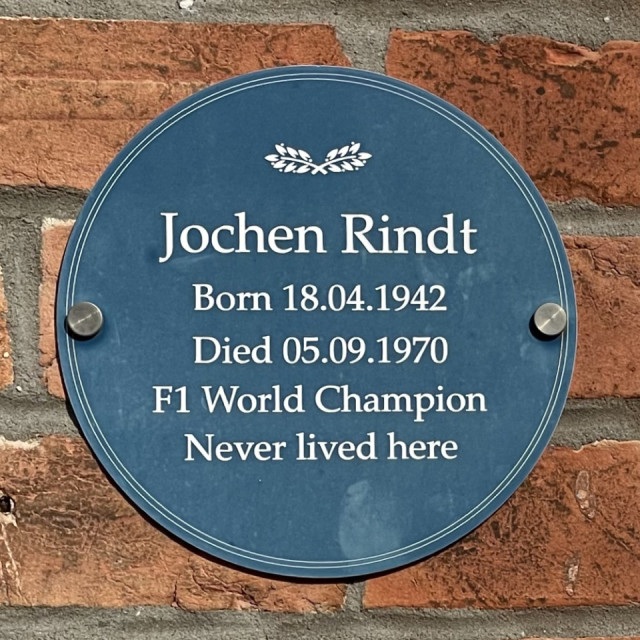 Jochen Rindt
Born 18.04.1942
Died 05.09.1970
F1 World Champion
Never lived here